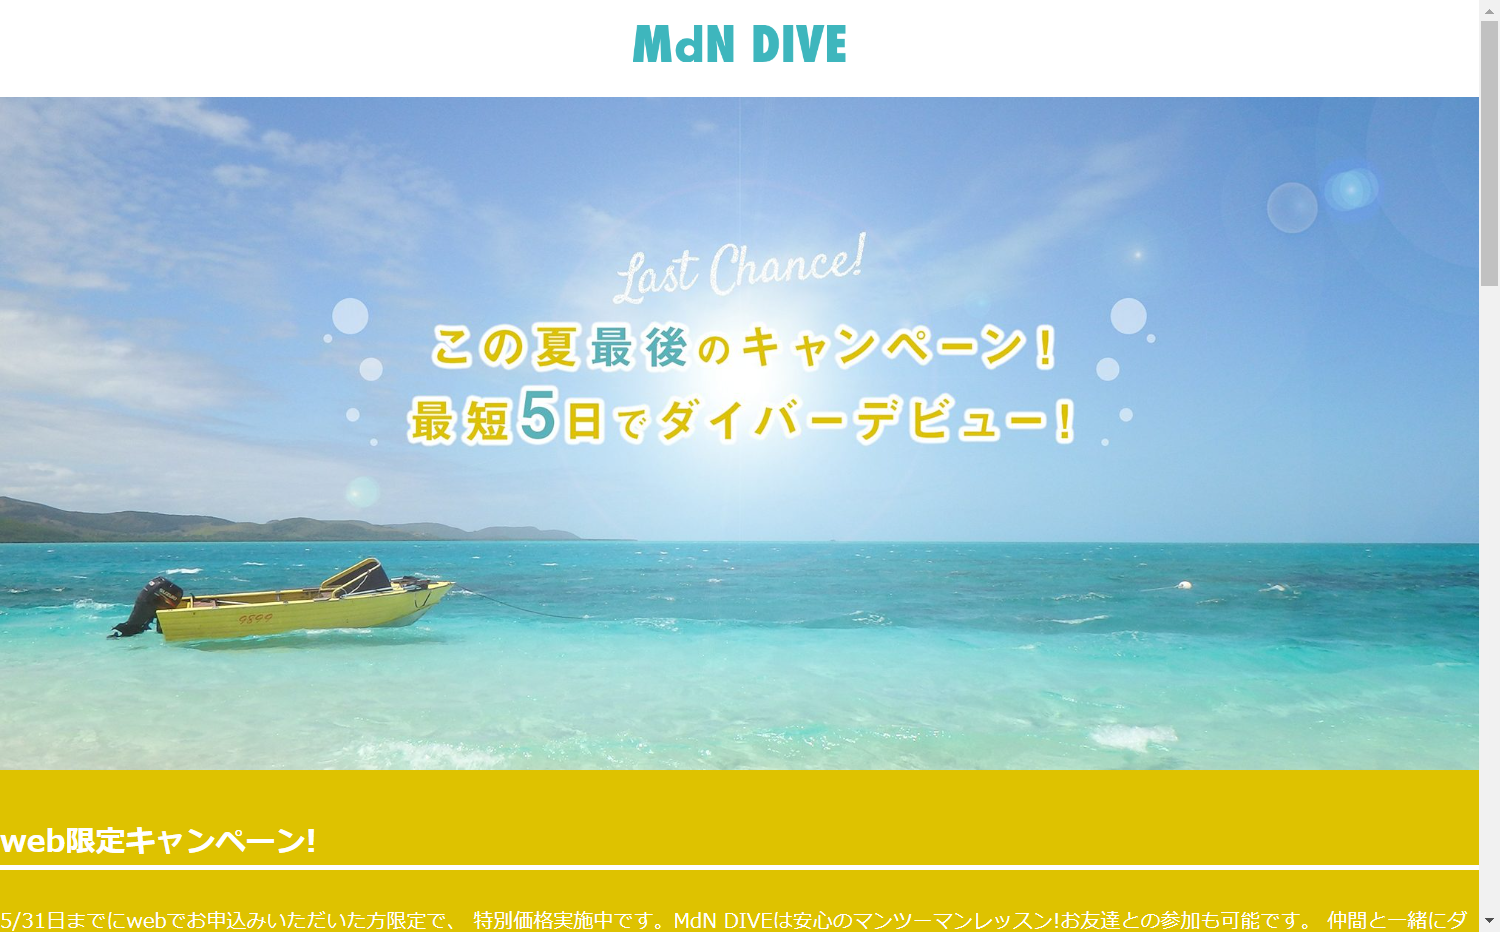 MdN DIVE
Last Chance!
この夏最後のキャンペーン!
最短5日でダイバーデビュー!
SUZUKI
9899
web限定キャンペーン!
5/31日までにwebでお申込みいただいた方限定で、 特別価格実施中です。MdN DIVEは安心のマンツーマンレッスン!お友達との参加も可能です。 仲間と一緒にダ